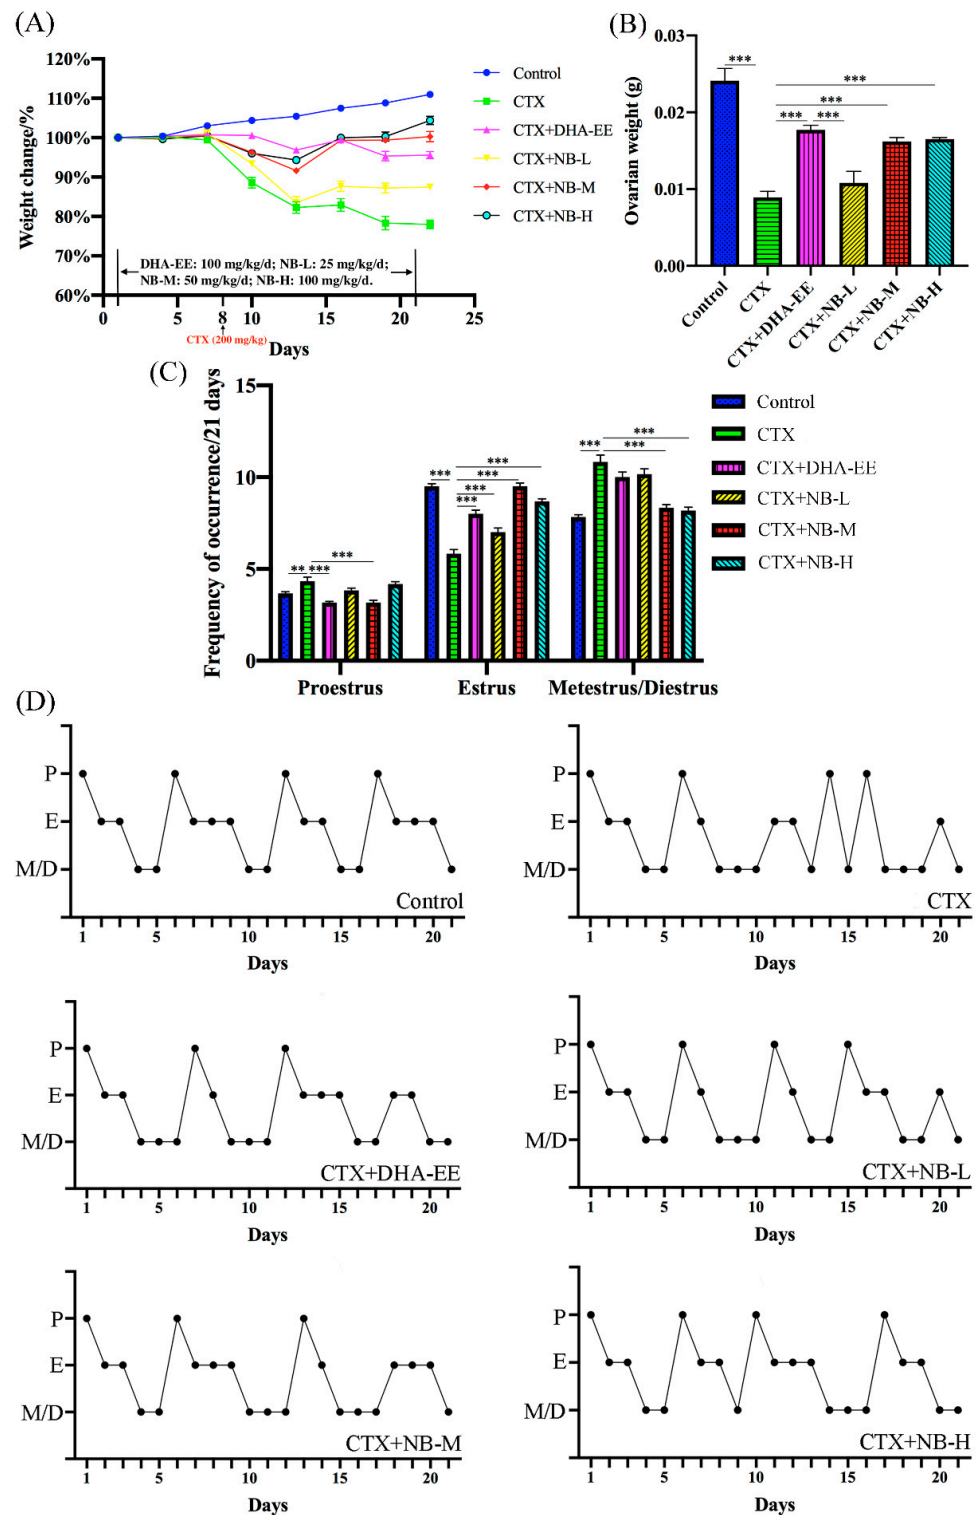 (A)
120%
110%
100%
90%
80%
70%
60%
Weight change/%
Control
CTX
CTX+DHA-EE
CTX+NB-L
CTX+NB-M
CTX+NB-H
DHA-EE: 100 mg/kg/d; NB-L: 25 mg/kg/d;
NB-M: 50 mg/kg/d; NB-H: 100 mg/kg/d.
0 5 8 10 15 20 25
CTX (200 mg/kg)
Days
(B)
0.03
0.02
0.01
0.00
Ovarian weight (g)
*** *** *** *** ***
Control
CTX
CTX+DHA-EE
CTX+NB-L
CTX+NB-M
CTX+NB-H
(C)
15
10
5
0
Frequency of occurrence/21 days
** *** ***
*** *** *** *** ***
*** *** ***
Proestrus Estrus Metestrus/Diestrus
Control
CTX
CTX+DHA-EE
CTX+NB-L
CTX+NB-M
CTX+NB-H
(D)
P
E
M/D
Control
1 5 10 15 20
Days
P
E
M/D
CTX
1 5 10 15 20
Days
P
E
M/D
CTX+DHA-EE
1 5 10 15 20
Days
P
E
M/D
CTX+NB-L
1 5 10 15 20
Days
P
E
M/D
CTX+NB-M
1 5 10 15 20
Days
P
E
M/D
CTX+NB-H
1 5 10 15 20
Days